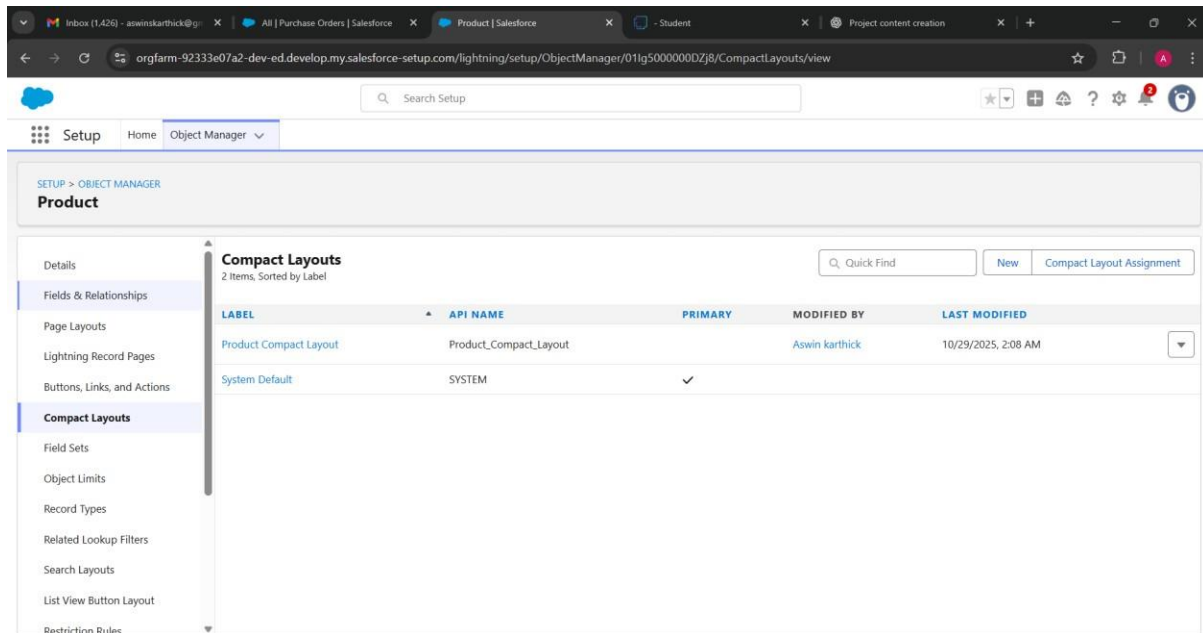 Inbox (1,426) - aswinskarthick@gm
All | Purchase Orders | Salesforce
Product | Salesforce
- Student
Project content creation
orgfarm-92333e07a2-dev-ed.develop.my.salesforce-setup.com/lightning/setup/ObjectManager/01Ig5000000DZj8/CompactLayouts/view
A
Search Setup
2
Setup
Home
Object Manager
SETUP > OBJECT MANAGER
Product
Details
Fields & Relationships
Page Layouts
Lightning Record Pages
Buttons, Links, and Actions
Compact Layouts
Field Sets
Object Limits
Record Types
Related Lookup Filters
Search Layouts
List View Button Layout
Restriction Rules
Compact Layouts
2 Items, Sorted by Label
Quick Find
New
Compact Layout Assignment
LABEL API NAME PRIMARY MODIFIED BY LAST MODIFIED
Product Compact Layout Product_Compact_Layout Aswin karthick 10/29/2025, 2:08 AM
System Default SYSTEM